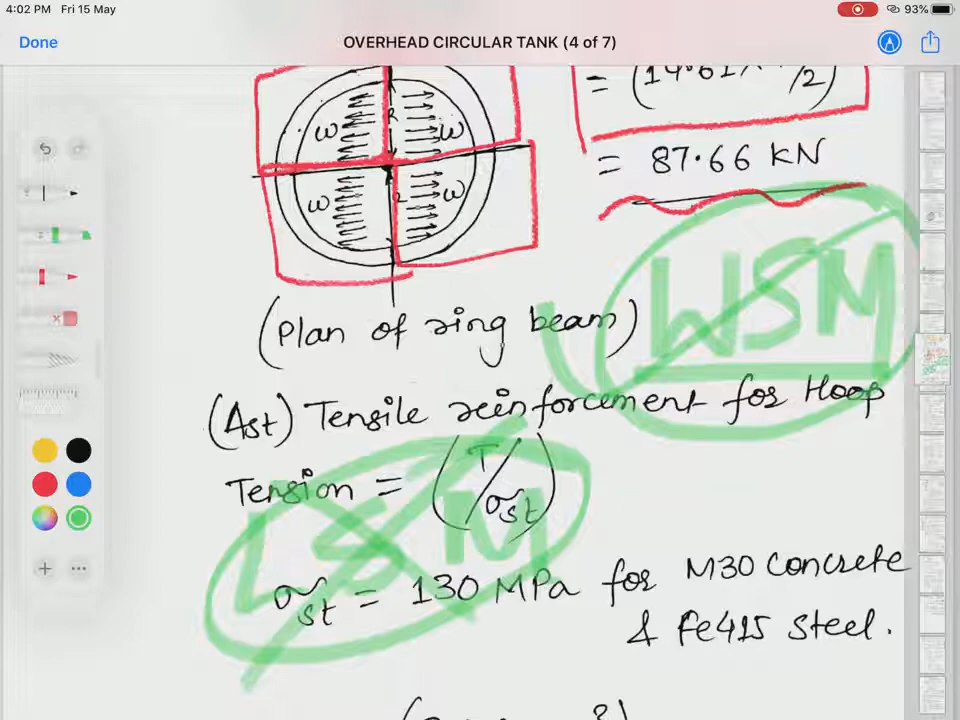 4:02 PM Fri 15 May
93%
Done
OVERHEAD CIRCULAR TANK (4 of 7)
R
ω ω
ω ω
= 87.66 KN
WSM
(Plan of ring beam)
(Ast) Tensile reinforcement for Hoop
Tension = (T/σst)
LSM
σst = 130 MPa for M30 concrete
& Fe415 steel.